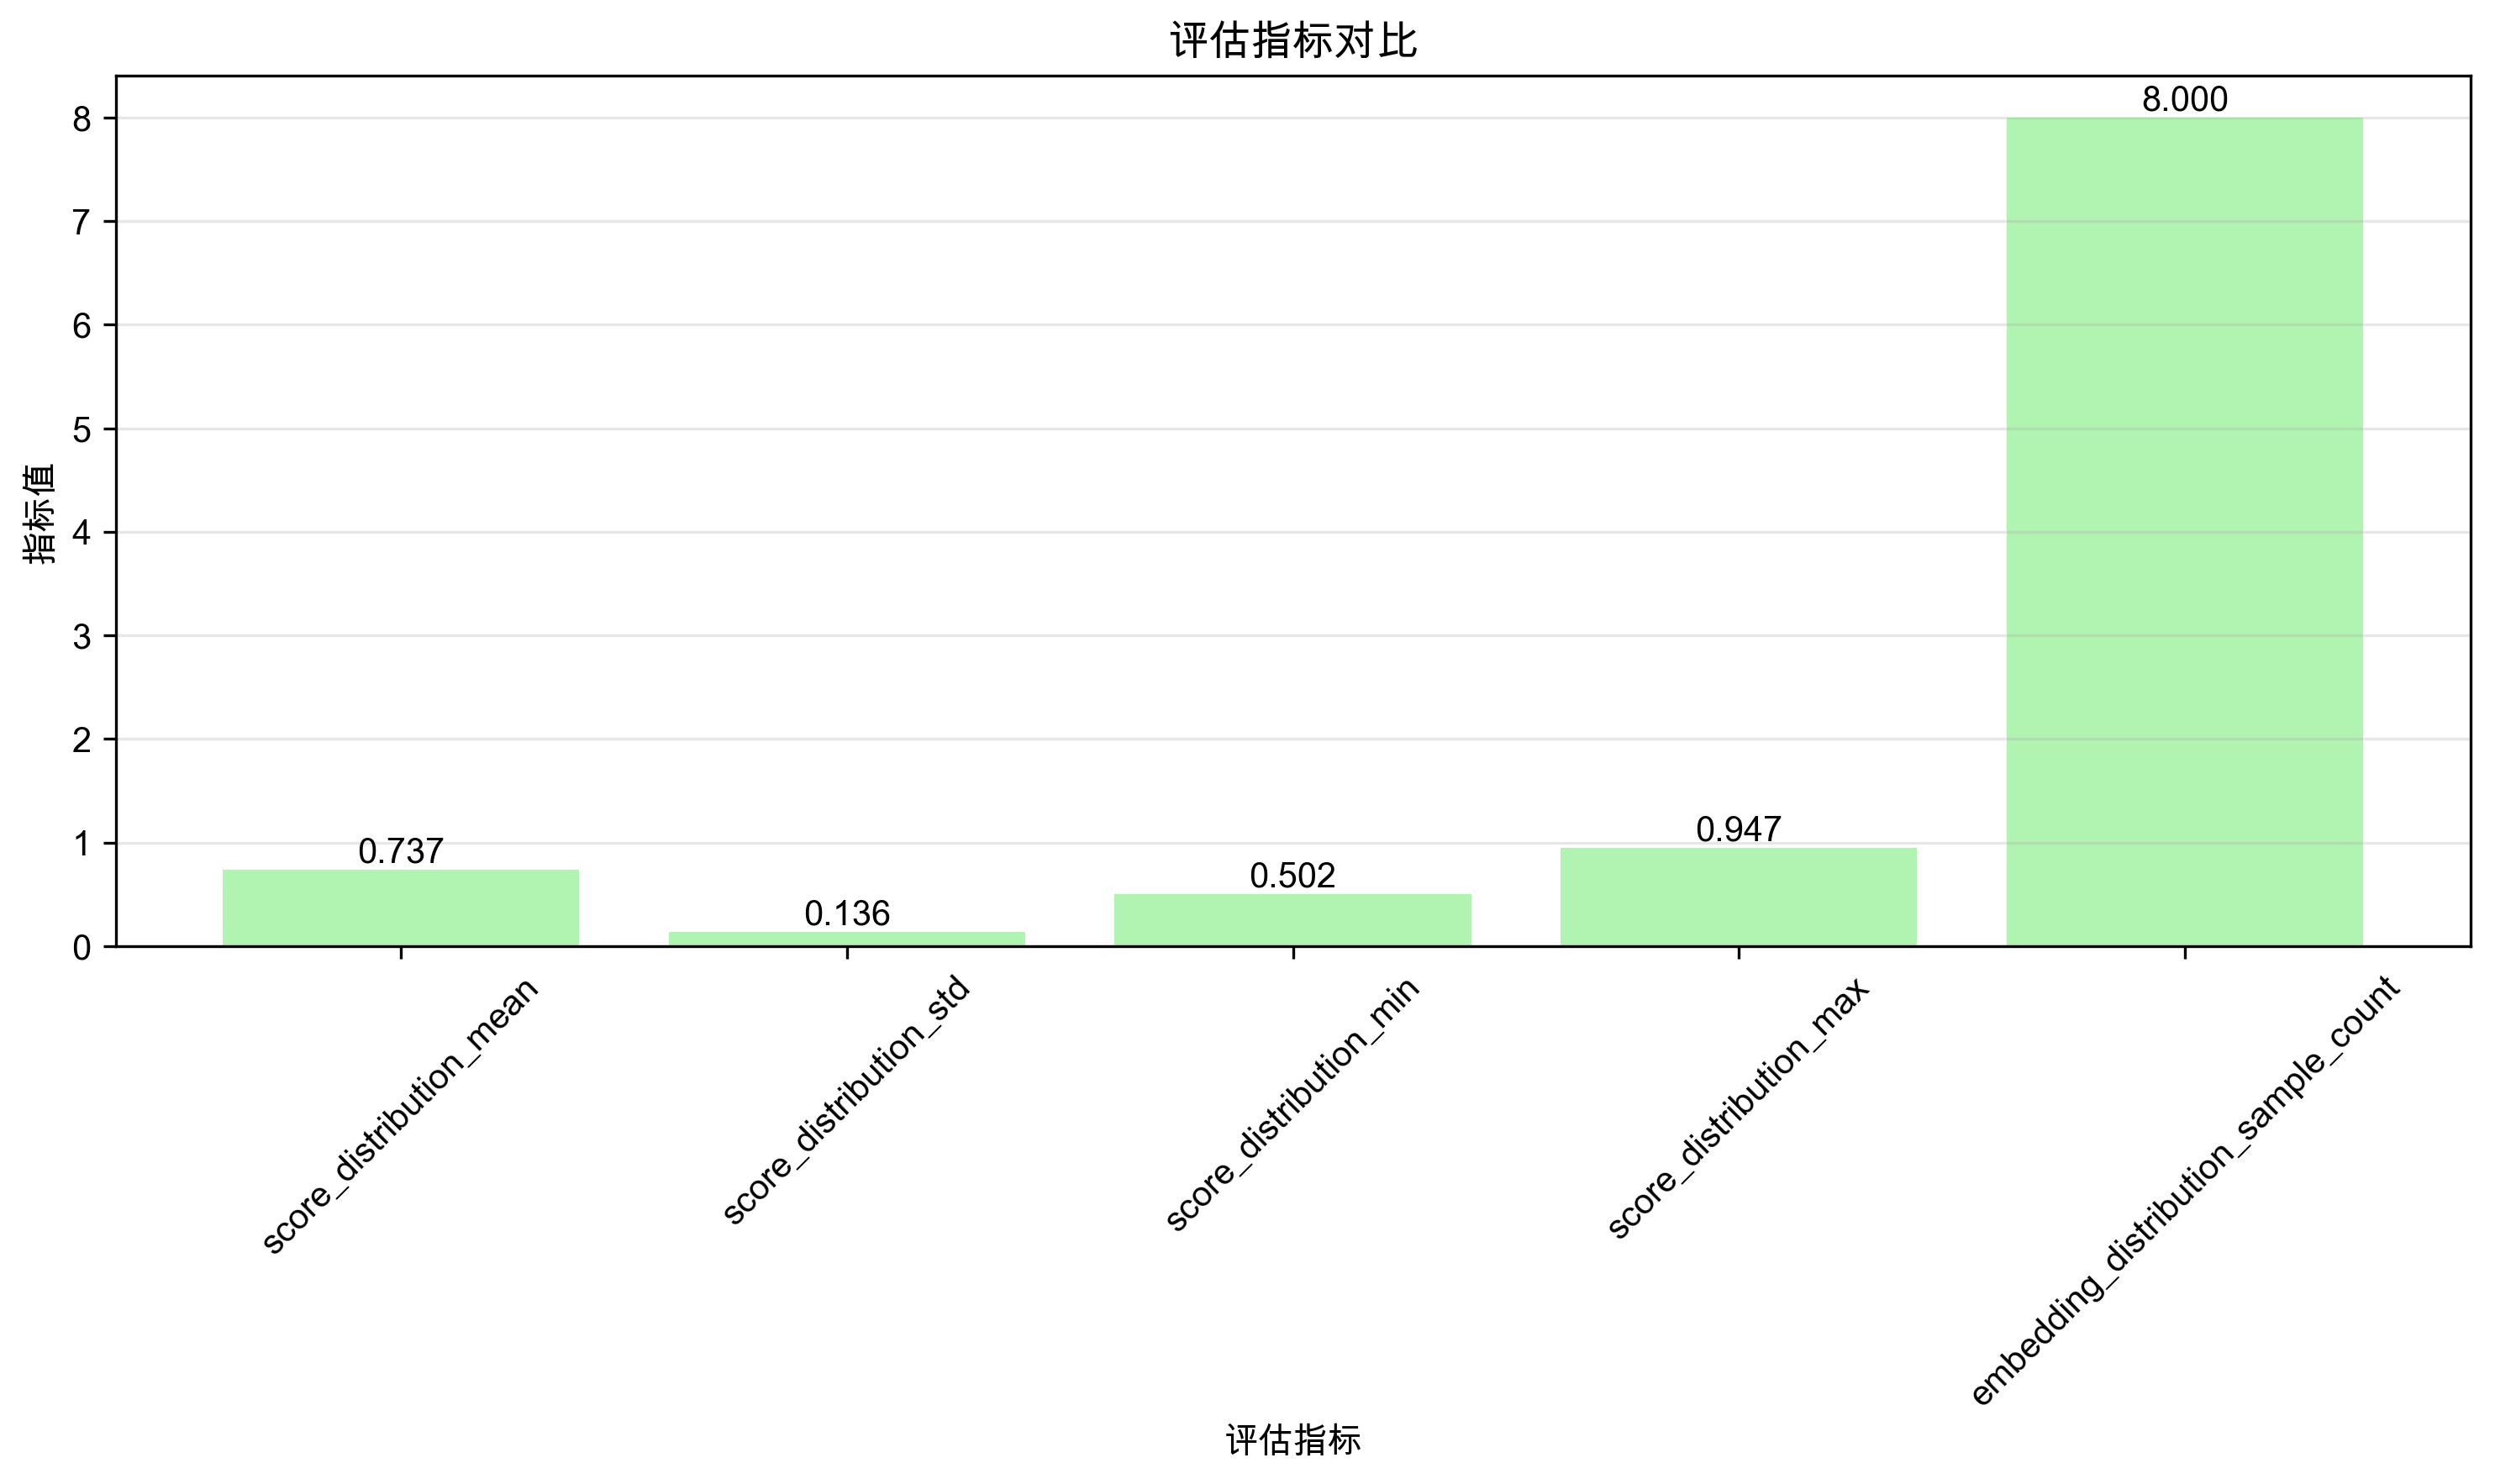 评估指标对比
指标值
8
7
6
5
4
3
2
1
0
0.737
0.136
0.502
0.947
8.000
score_distribution_mean
score_distribution_std
score_distribution_min
score_distribution_max
embedding_distribution_sample_count
评估指标